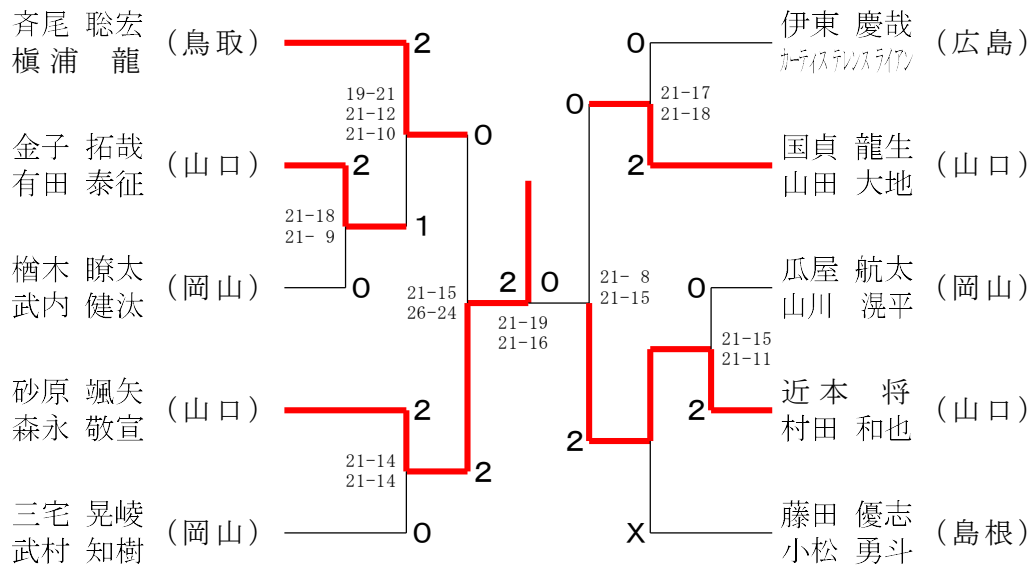 斉尾 聡宏
槇浦 龍
(鳥取)
2
19-21
21-12
21-10
0
金子 拓哉
有田 泰征
(山口)
2
21-18
21- 9
1
楢木 瞭太
武内 健汰
(岡山)
0
21-15
26-24
2
砂原 颯矢
森永 敬宣
(山口)
2
21-14
21-14
2
三宅 晃崚
武村 知樹
(岡山)
0
0
21-19
21-16
0
伊東 慶哉
カーティス テレンス ライアン
(広島)
0
21-17
21-18
2
国貞 龍生
山田 大地
(山口)
21- 8
21-15
0
瓜屋 航太
山川 滉平
(岡山)
21-15
21-11
2
近本 将
村田 和也
(山口)
2
X
藤田 優志
小松 勇斗
(島根)